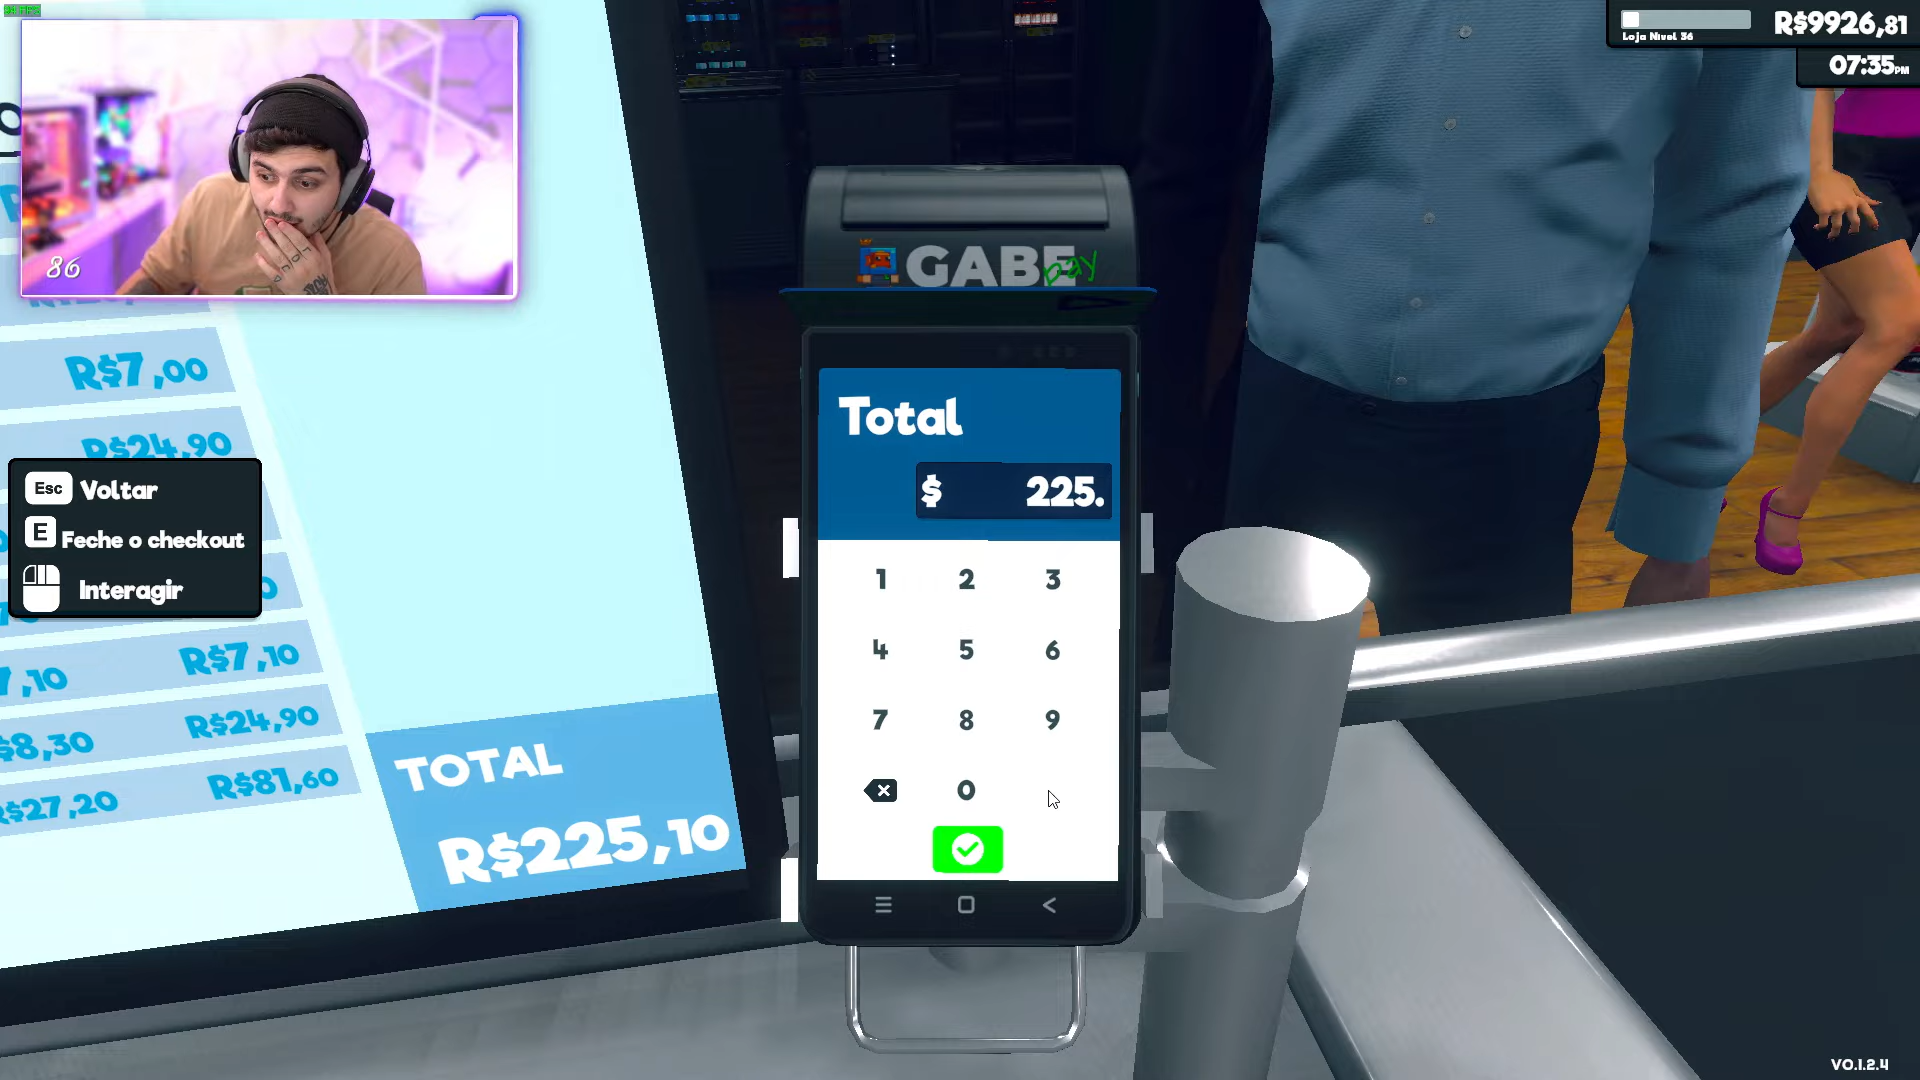 R$9926,81
Loja Nivel 36
07:35PM
86
GABE
pay
R$7,00
R$24,90
Esc Voltar
E Feche o checkout
Interagir
Total
$ 225.
1 2 3
4 5 6
7 8 9
0
7,10 R$7,10
$8,30 R$24,90
$27,20 R$81,60
TOTAL
R$225,10
V0.1.2.4